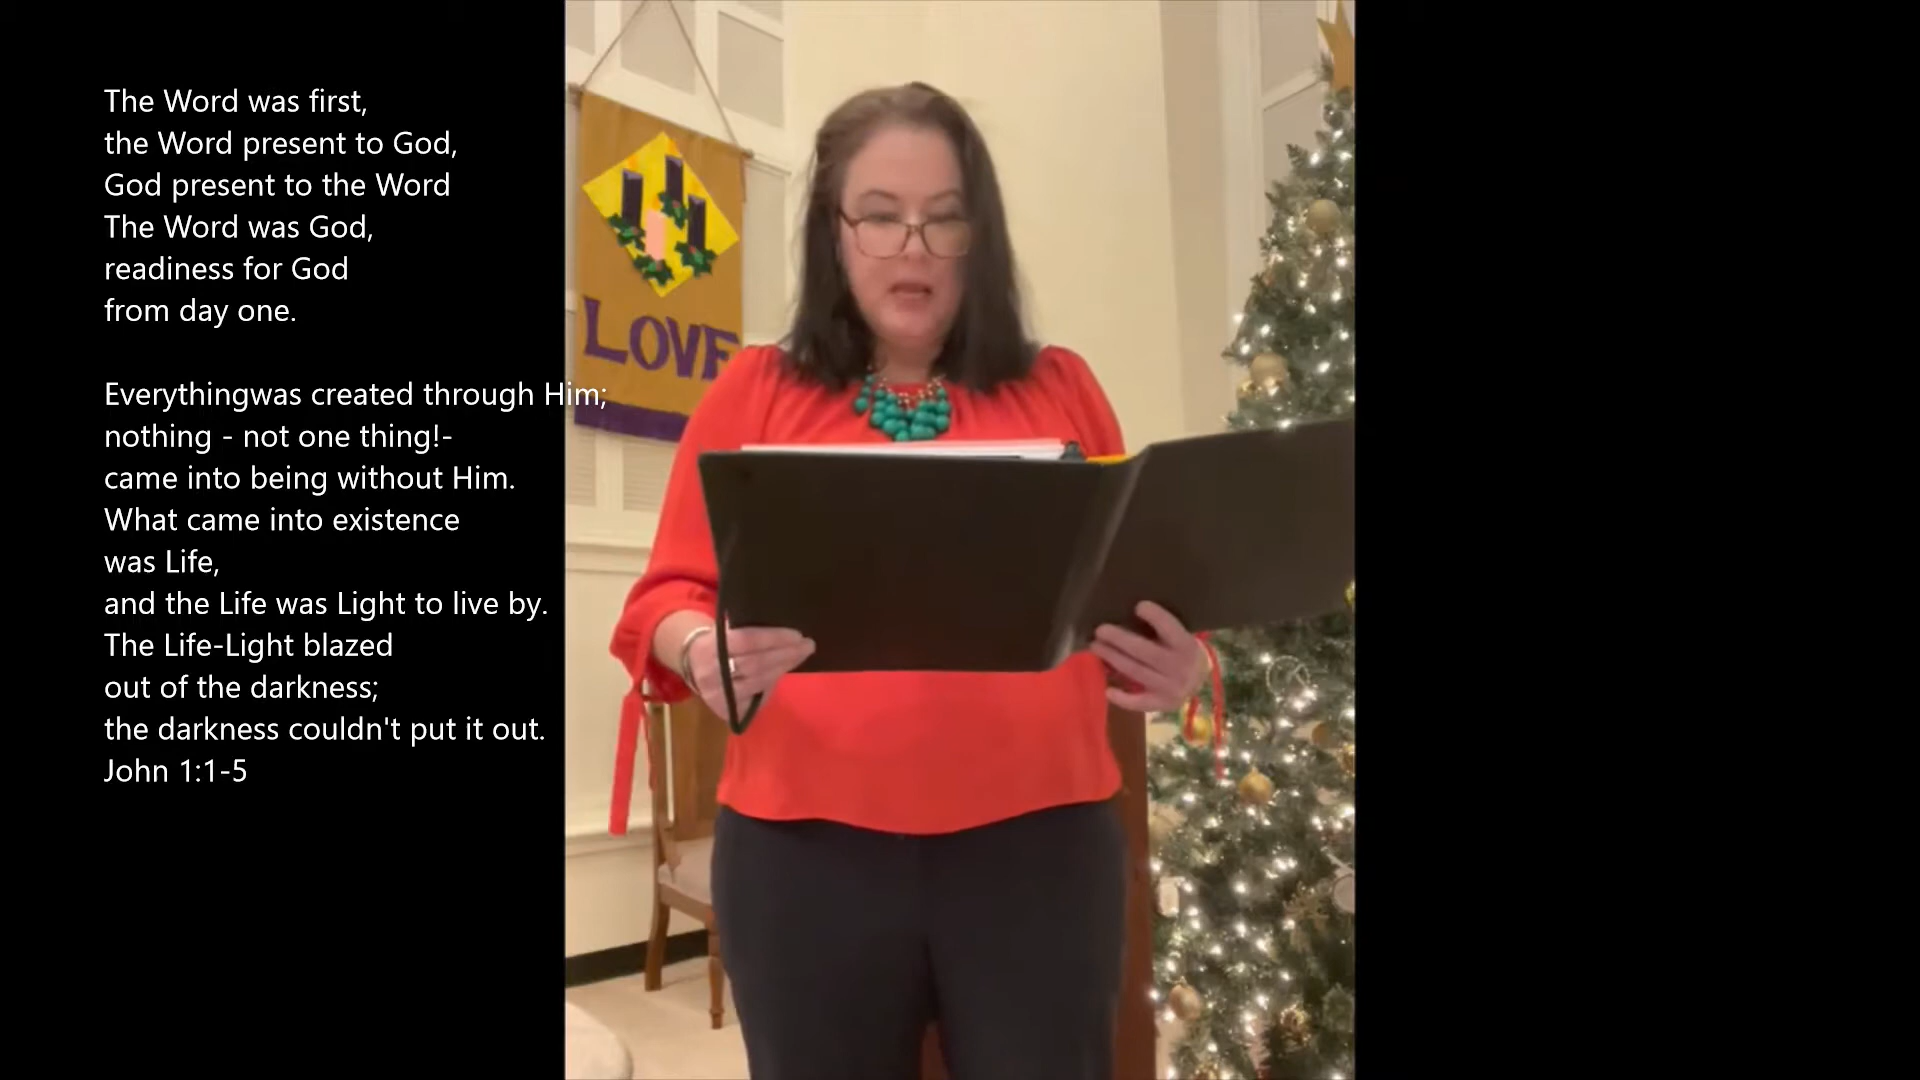 The Word was first,
the Word present to God,
God present to the Word
The Word was God,
readiness for God
from day one.
Everythingwas created through Him;
nothing - not one thing!-
came into being without Him.
What came into existence
was Life,
and the Life was Light to live by.
The Life-Light blazed
out of the darkness;
the darkness couldn't put it out.
John 1:1-5
LOVE